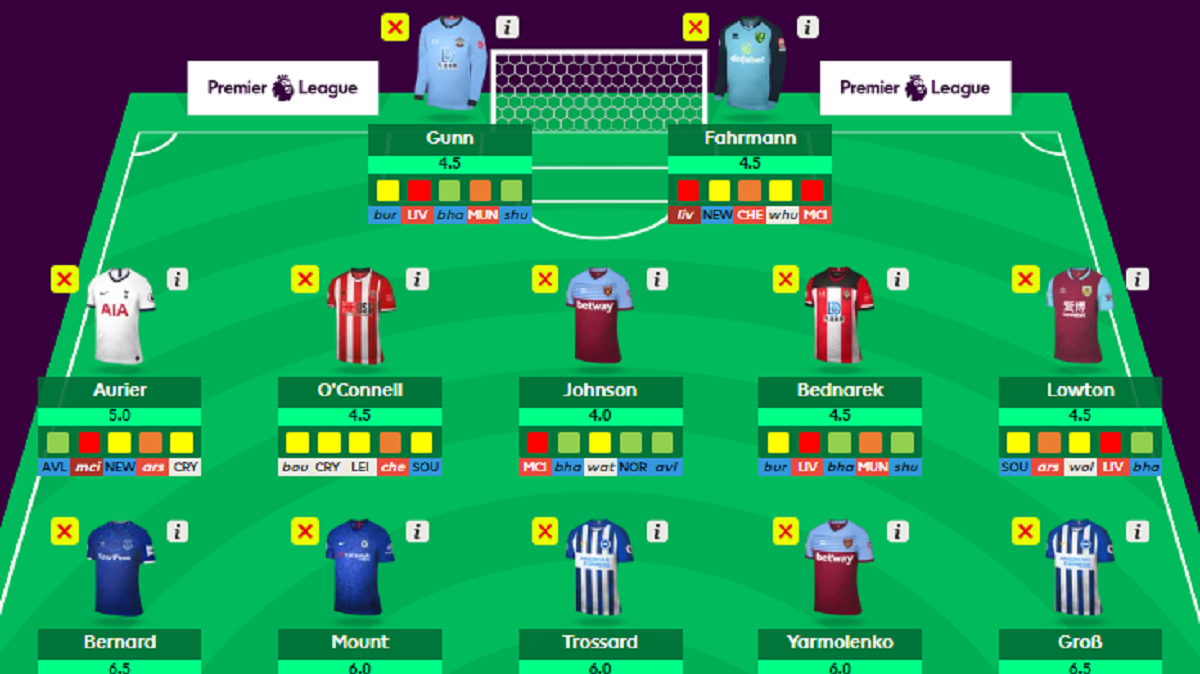 Premier League
Premier League
Gunn
4.5
bur LIV bha MUN shu
Fahrmann
4.5
liv NEW CHE whu MCI
Aurier
5.0
AVL mci NEW ars CRY
O'Connell
4.5
bou CRY LEI che SOU
Johnson
4.0
MCI bha wat NOR avl
Bednarek
4.5
bur LIV bha MUN shu
Lowton
4.5
SOU ars wol LIV bha
AIA
betway
betway
Bernard
6.5
Mount
6.0
Trossard
6.0
Yarmolenko
6.0
Groß
6.5